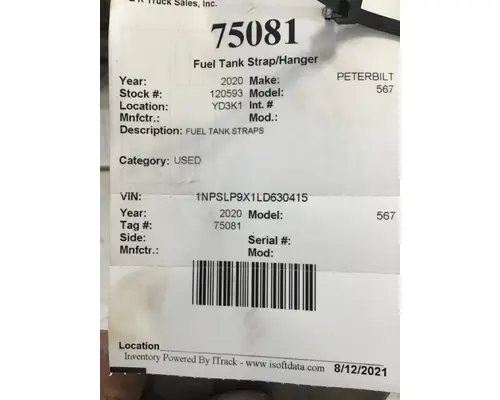 R Truck Sales, Inc.
75081
Fuel Tank Strap/Hanger
Year: 2020 Make: PETERBILT
Stock #: 120593 Model: 567
Location: YD3K1 Int. #
Mnfctr.: Mod.:
Description: FUEL TANK STRAPS
Category: USED
VIN: 1NPSLP9X1LD630415
Year: 2020 Model: 567
Tag #: 75081
Side: Serial #:
Mnfctr.: Mod:
Location
Inventory Powered By ITrack - www.isoftdata.com 8/12/2021